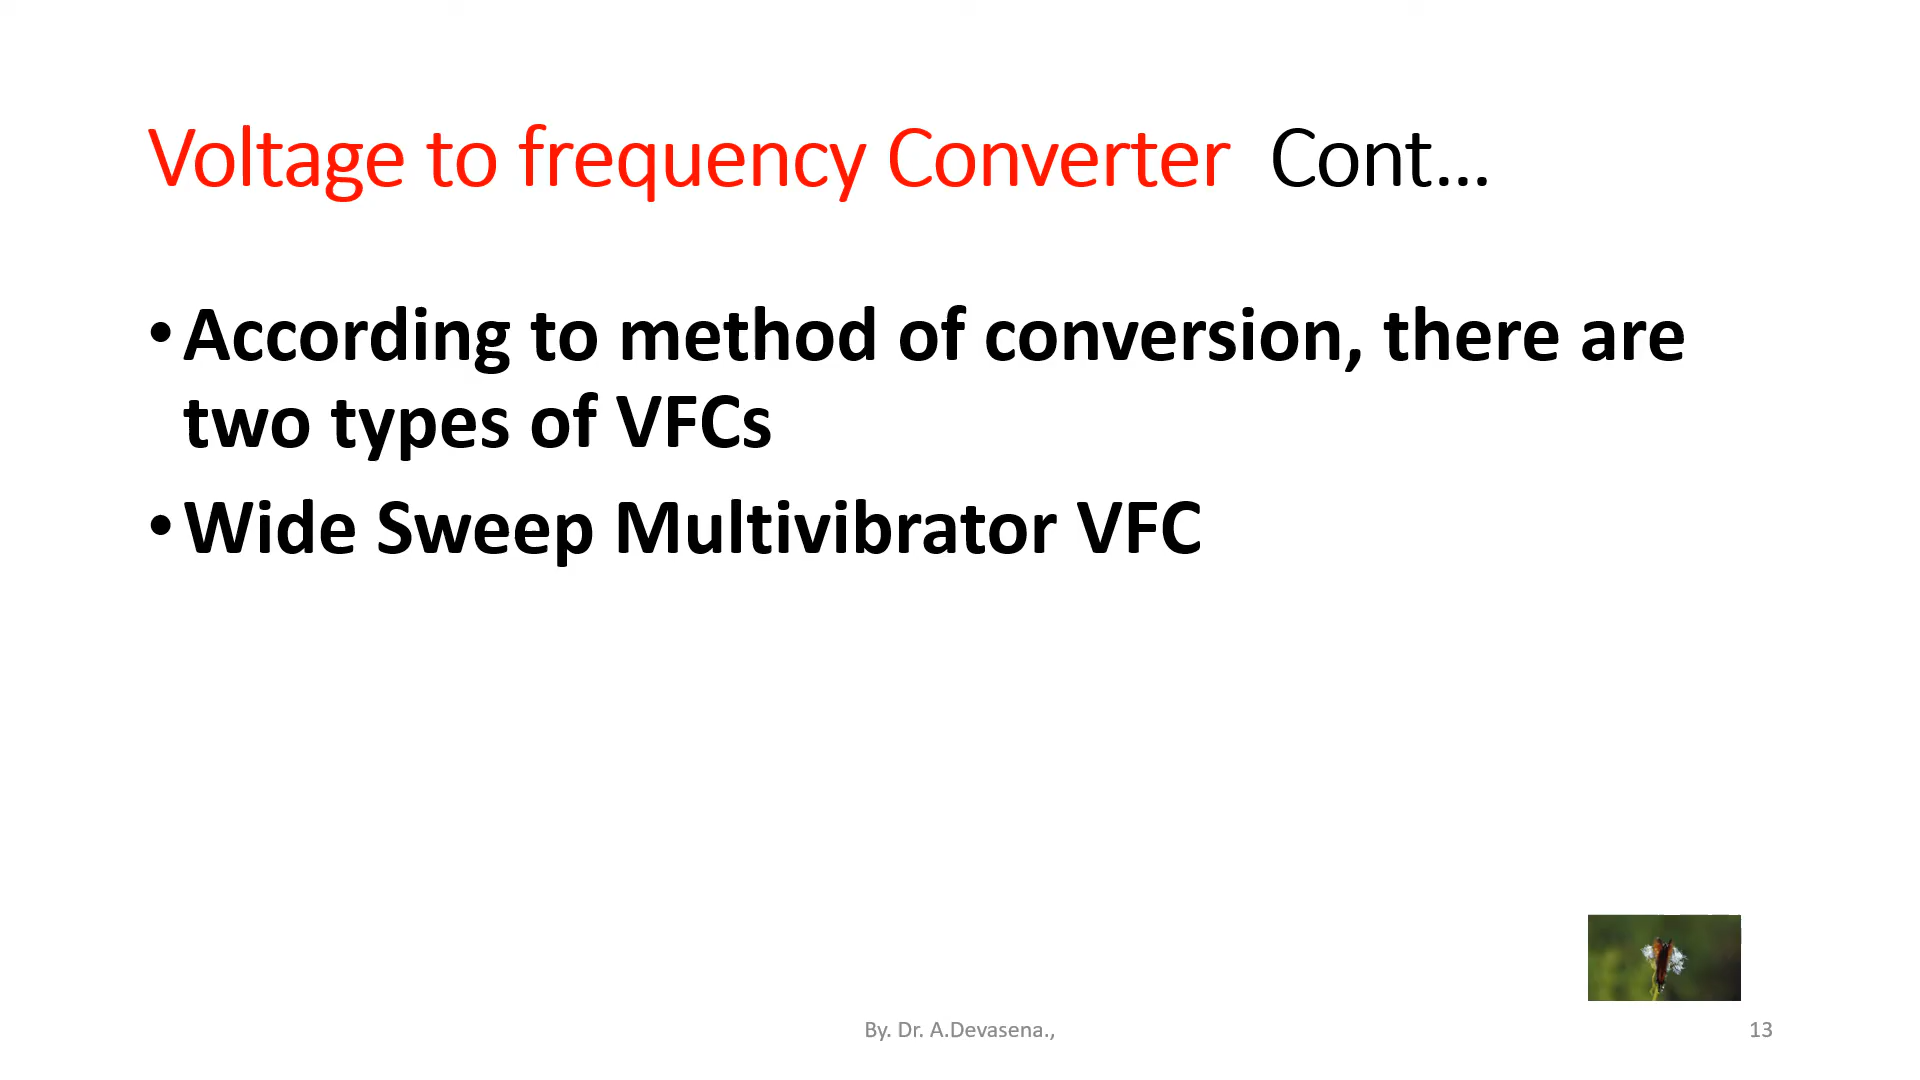 Voltage to frequency Converter Cont...
•According to method of conversion, there are
two types of VFCs
•Wide Sweep Multivibrator VFC
By. Dr. A.Devasena.,
13